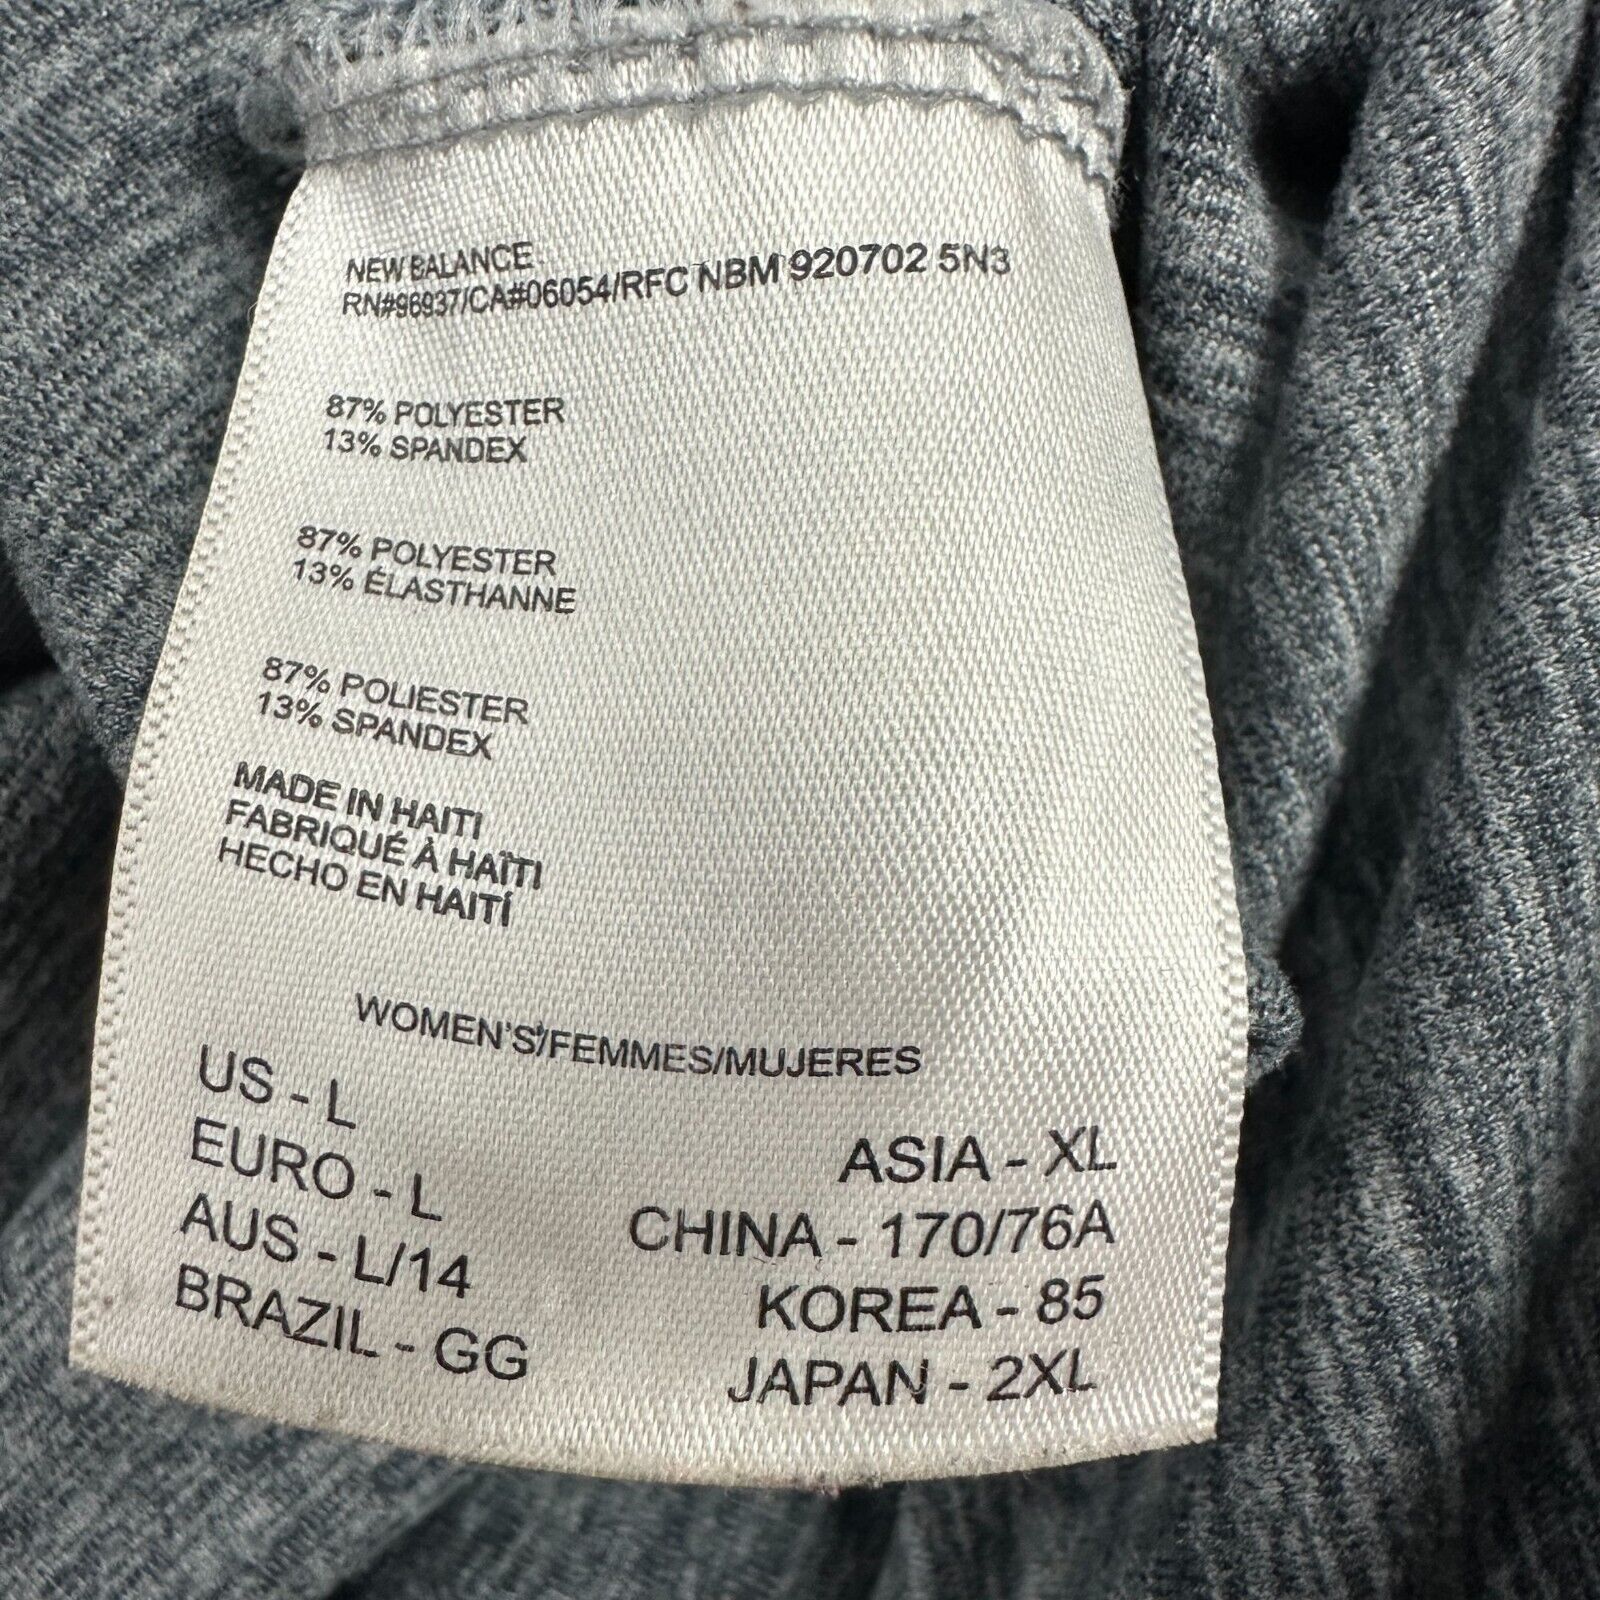 NEW BALANCE
RN#96937/CA#06054/RFC NBM 920702 5N3
87% POLYESTER
13% SPANDEX
87% POLYESTER
13% ÉLASTHANNE
87% POLIESTER
13% SPANDEX
MADE IN HAITI
FABRIQUÉ À HAÏTI
HECHO EN HAITÍ
WOMEN'S/FEMMES/MUJERES
US - L
EURO - L
AUS - L/14
BRAZIL - GG
ASIA - XL
CHINA - 170/76A
KOREA - 85
JAPAN - 2XL